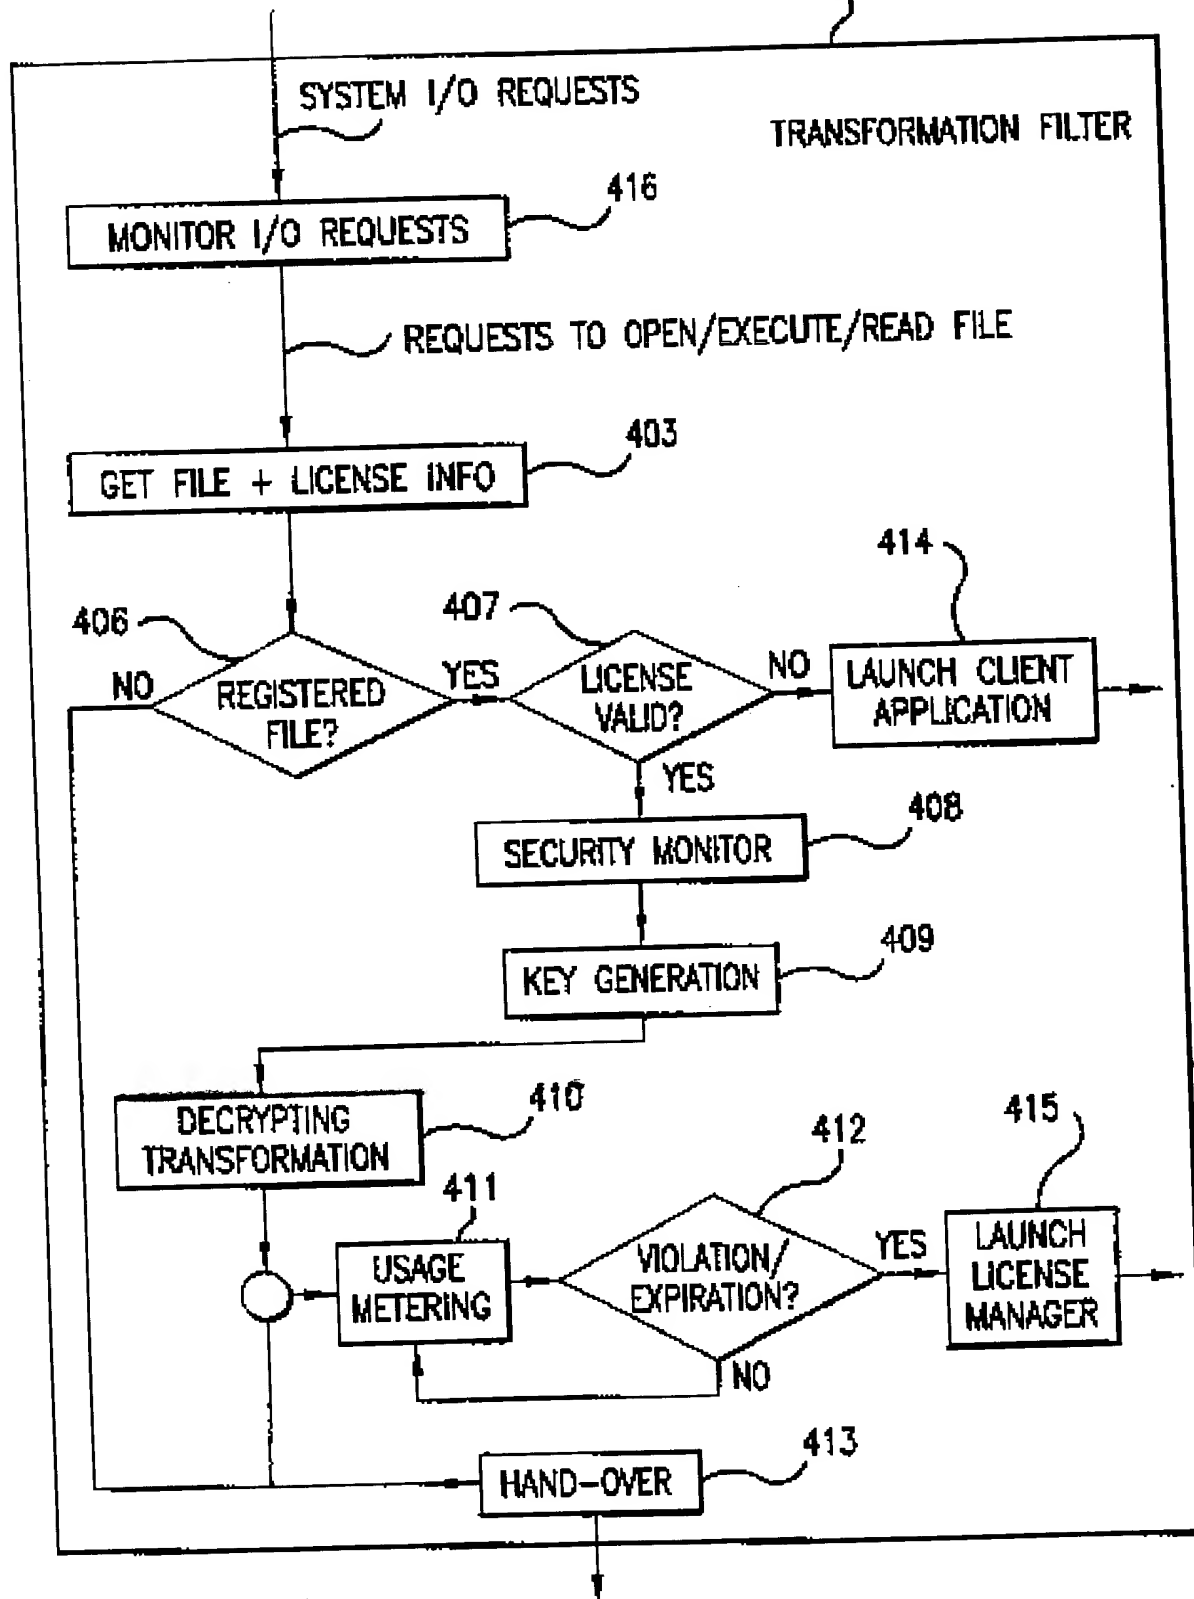 SYSTEM I/O REQUESTS
TRANSFORMATION FILTER
416
MONITOR I/O REQUESTS
REQUESTS TO OPEN/EXECUTE/READ FILE
403
GET FILE + LICENSE INFO
414
406
407
NO
REGISTERED
FILE?
YES
LICENSE
VALID?
NO
LAUNCH CLIENT
APPLICATION
YES
408
SECURITY MONITOR
409
KEY GENERATION
410
DECRYPTING
TRANSFORMATION
411
412
415
USAGE
METERING
VIOLATION/
EXPIRATION?
YES
LAUNCH
LICENSE
MANAGER
NO
413
HAND-OVER